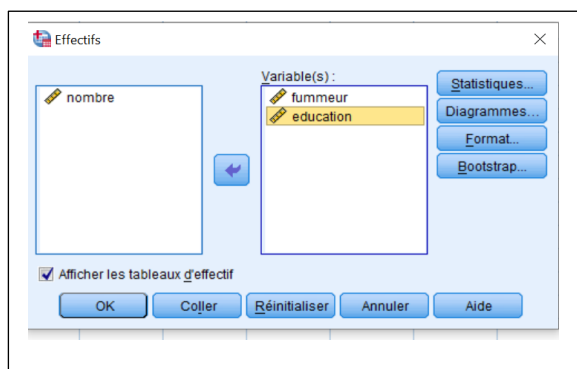 Effectifs
nombre
Variable(s) :
fummeur
education
Statistiques...
Diagrammes...
Format...
Bootstrap...
Afficher les tableaux d'effectif
OK
Coller
Réinitialiser
Annuler
Aide